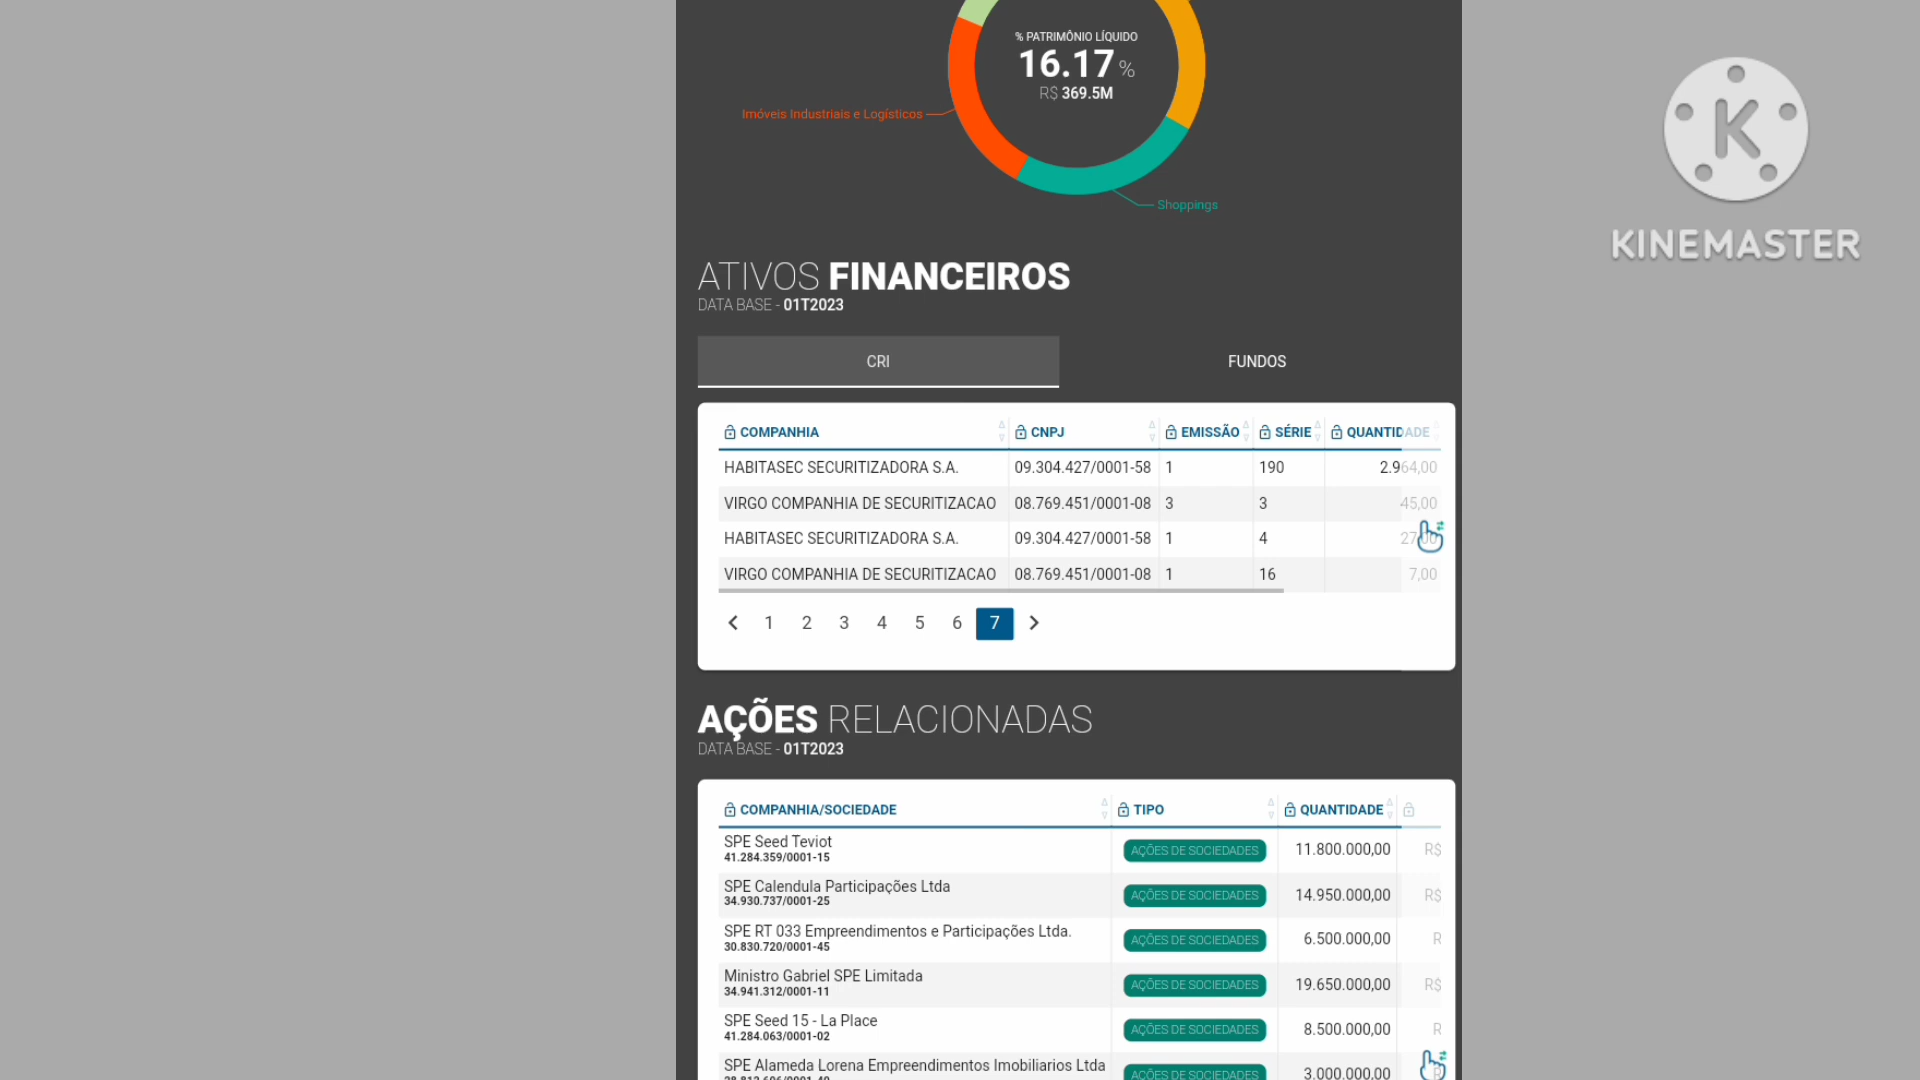 % PATRIMÔNIO LÍQUIDO
16.17 %
R$ 369.5M
Imóveis Industriais e Logísticos
Shoppings
KINEMASTER
ATIVOS FINANCEIROS
DATA BASE - 01T2023
CRI FUNDOS
COMPANHIA CNPJ EMISSÃO SÉRIE QUANTIDADE
HABITASEC SECURITIZADORA S.A. 09.304.427/0001-58 1 190 2.964,00
VIRGO COMPANHIA DE SECURITIZACAO 08.769.451/0001-08 3 3 45,00
HABITASEC SECURITIZADORA S.A. 09.304.427/0001-58 1 4 27,00
VIRGO COMPANHIA DE SECURITIZACAO 08.769.451/0001-08 1 16 7,00
1 2 3 4 5 6 7
AÇÕES RELACIONADAS
DATA BASE - 01T2023
COMPANHIA/SOCIEDADE TIPO QUANTIDADE
SPE Seed Teviot AÇÕES DE SOCIEDADES 11.800.000,00 R$
41.284.359/0001-15
SPE Calendula Participações Ltda AÇÕES DE SOCIEDADES 14.950.000,00 R$
34.930.737/0001-25
SPE RT 033 Empreendimentos e Participações Ltda. AÇÕES DE SOCIEDADES 6.500.000,00 R
30.830.720/0001-45
Ministro Gabriel SPE Limitada AÇÕES DE SOCIEDADES 19.650.000,00 R$
34.941.312/0001-11
SPE Seed 15 - La Place AÇÕES DE SOCIEDADES 8.500.000,00 R
41.284.063/0001-02
SPE Alameda Lorena Empreendimentos Imobiliarios Ltda AÇÕES DE SOCIEDADES 3.000.000,00